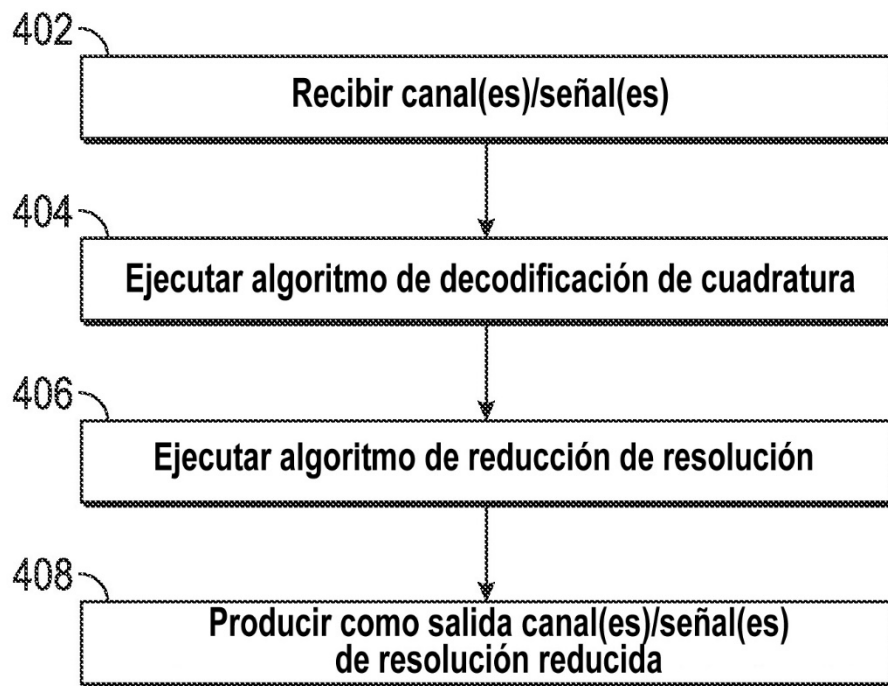 402
Recibir canal(es)/señal(es)
404
Ejecutar algoritmo de decodificación de cuadratura
406
Ejecutar algoritmo de reducción de resolución
408
Producir como salida canal(es)/señal(es)
de resolución reducida